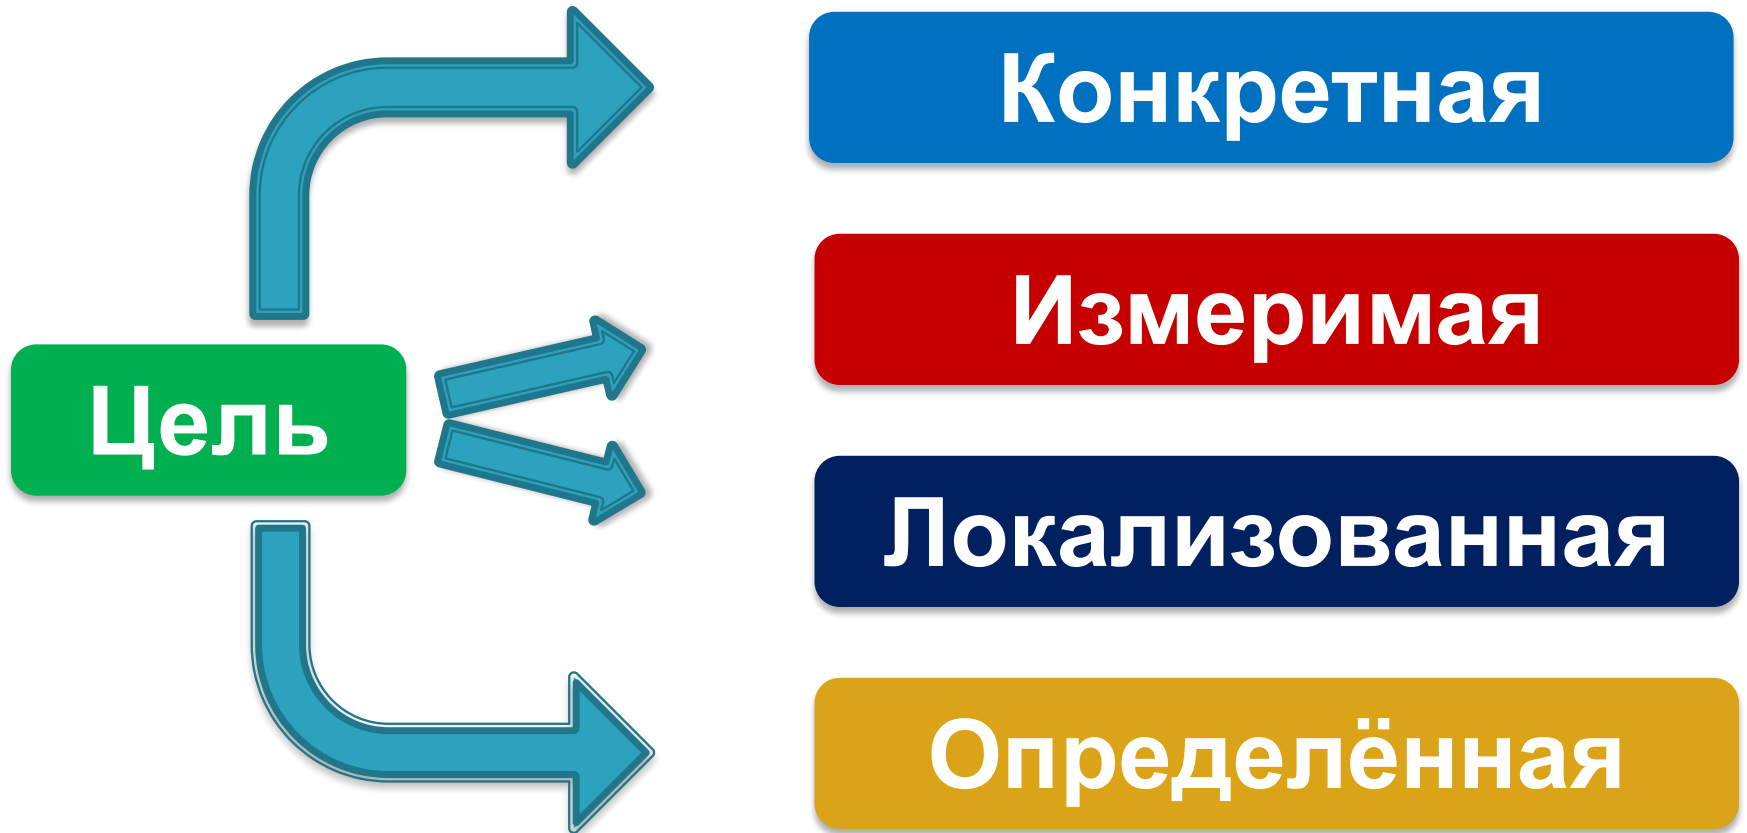 Конкретная
Измеримая
Цель
Локализованная
Определённая